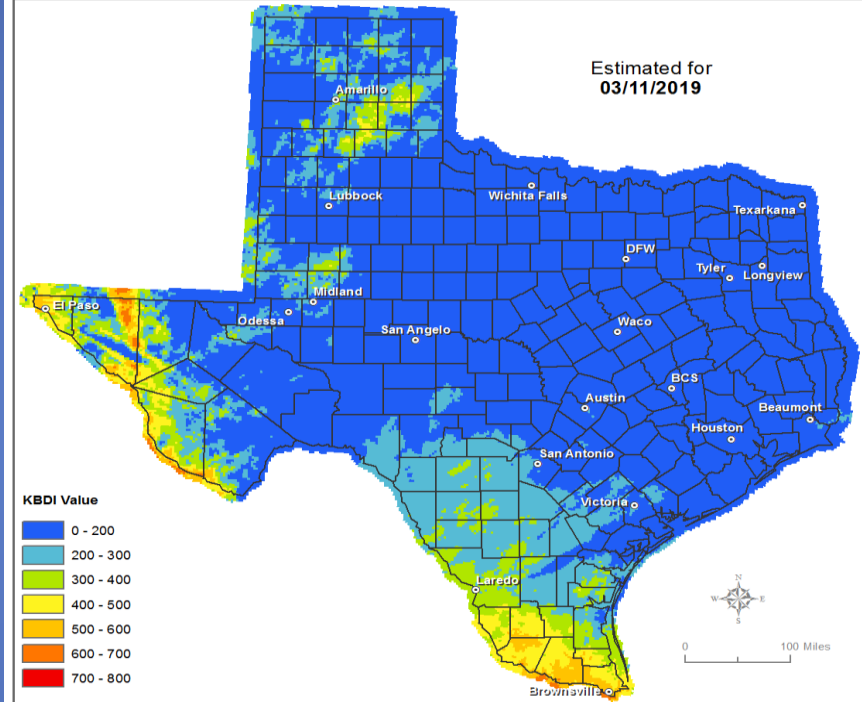 Estimated for
03/11/2019
Amarillo
Lubbock
Wichita Falls
Texarkana
DFW
Tyler
Longview
El Paso
Midland
Odessa
San Angelo
Waco
BCS
Austin
Beaumont
Houston
San Antonio
Victoria
Laredo
Brownsville
KBDI Value
0 - 200
200 - 300
300 - 400
400 - 500
500 - 600
600 - 700
700 - 800
N
W
E
S
0 100 Miles